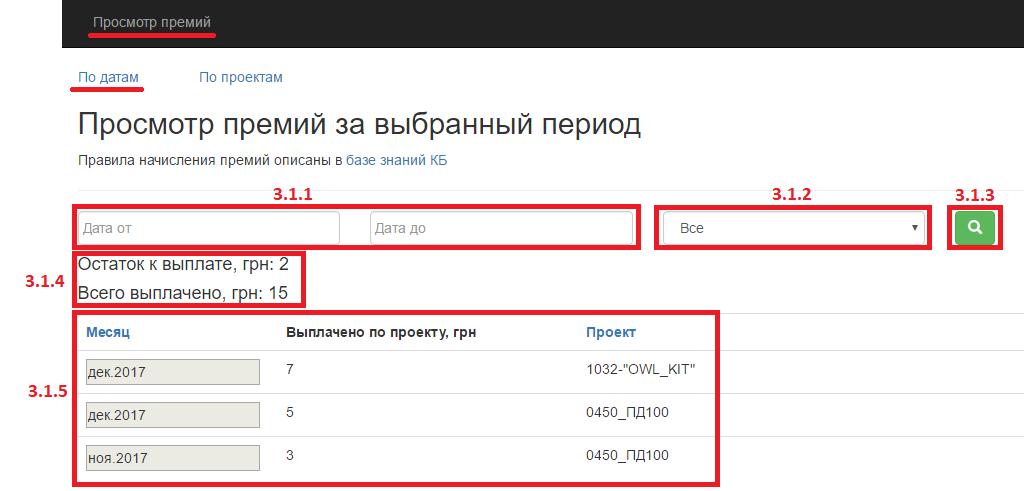 Просмотр премий
По датам По проектам
Просмотр премий за выбранный период
Правила начисления премий описаны в базе знаний КБ
3.1.1 3.1.2 3.1.3
Дата от Дата до Все
3.1.4
Остаток к выплате, грн: 2
Всего выплачено, грн: 15
3.1.5
Месяц Выплачено по проекту, грн Проект
дек.2017 7 1032-"OWL_KIT"
дек.2017 5 0450_ПД100
ноя.2017 3 0450_ПД100